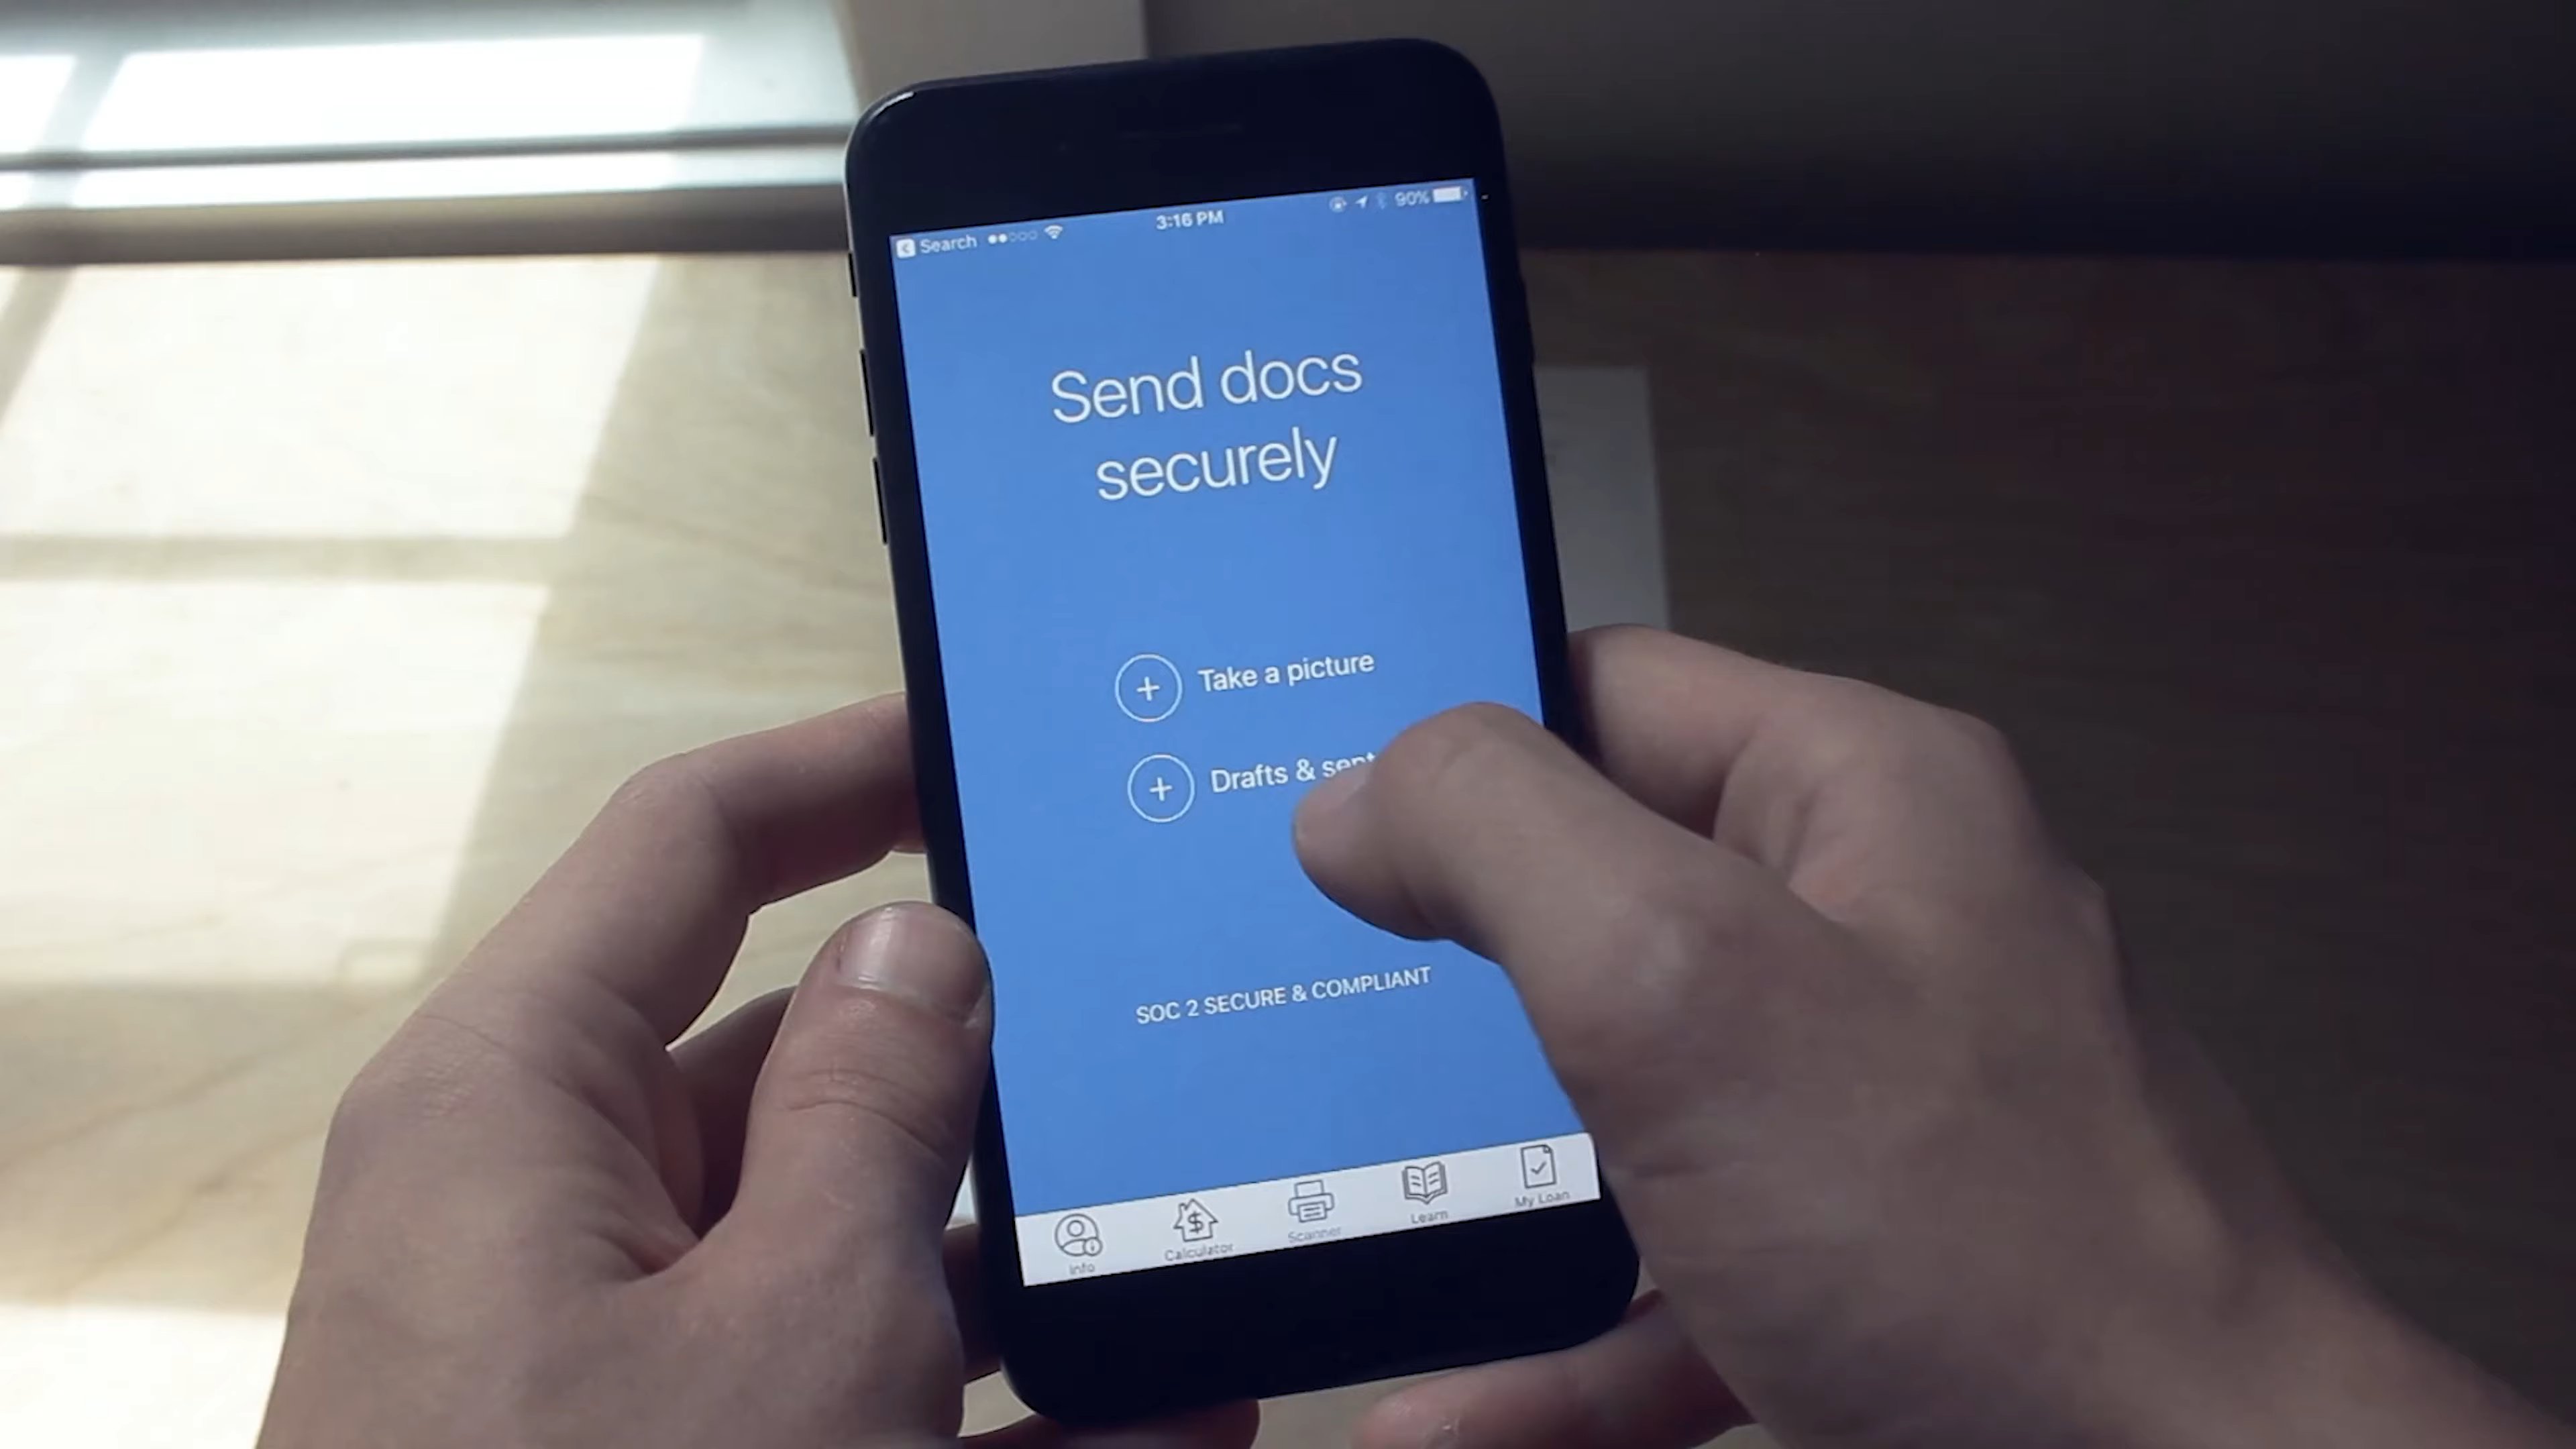 Search
3:16 PM
90%
Send docs
securely
Take a picture
Drafts & sent
SOC 2 SECURE & COMPLIANT
Info
Calculator
Scanner
Learn
My Loan